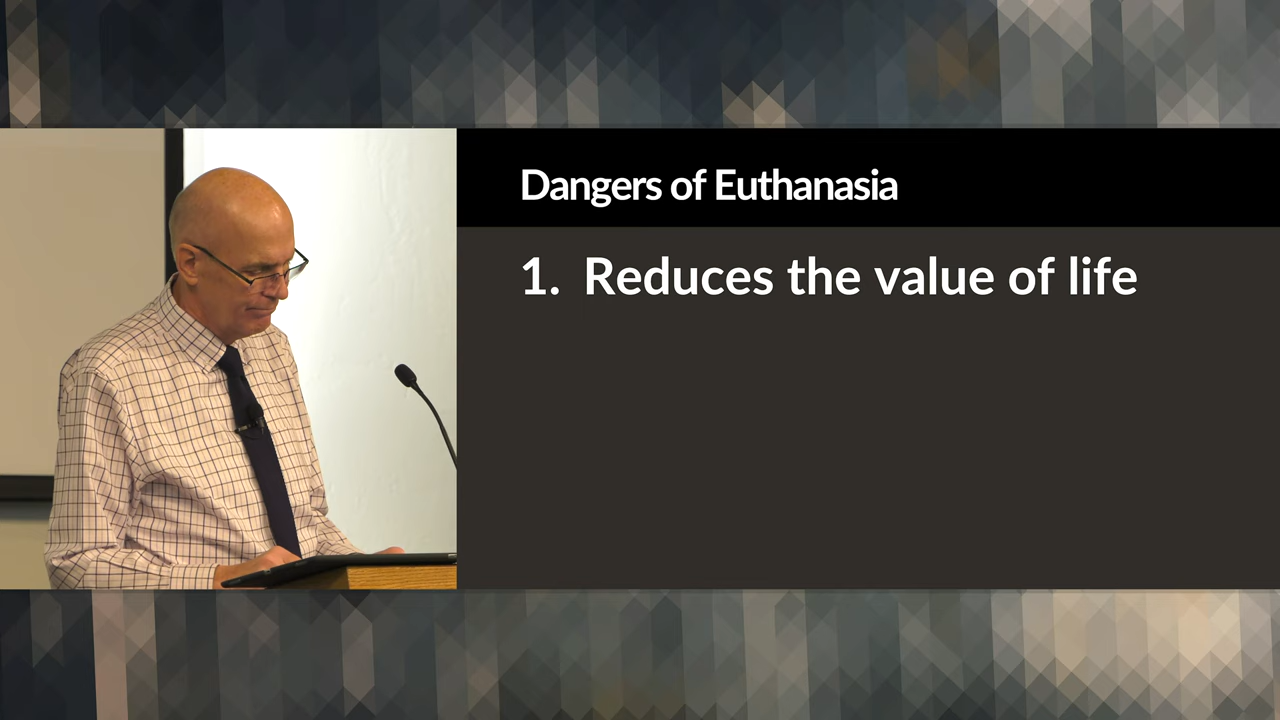 Dangers of Euthanasia
1. Reduces the value of life